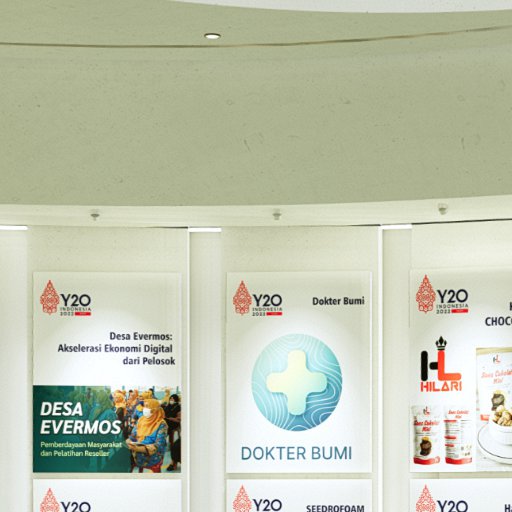 Y20
INDONESIA
2022
Desa Evermos:
Akselerasi Ekonomi Digital
dari Pelosok
DESA
EVERMOS
Pemberdayaan Masyarakat
dan Pelatihan Reseller
Y20
INDONESIA
2022
Dokter Bumi
DOKTER BUMI
Y20
INDONESIA
2022
CHOC
HL
HILARI
Y20
Y20
SEEDROFOAM
Y20